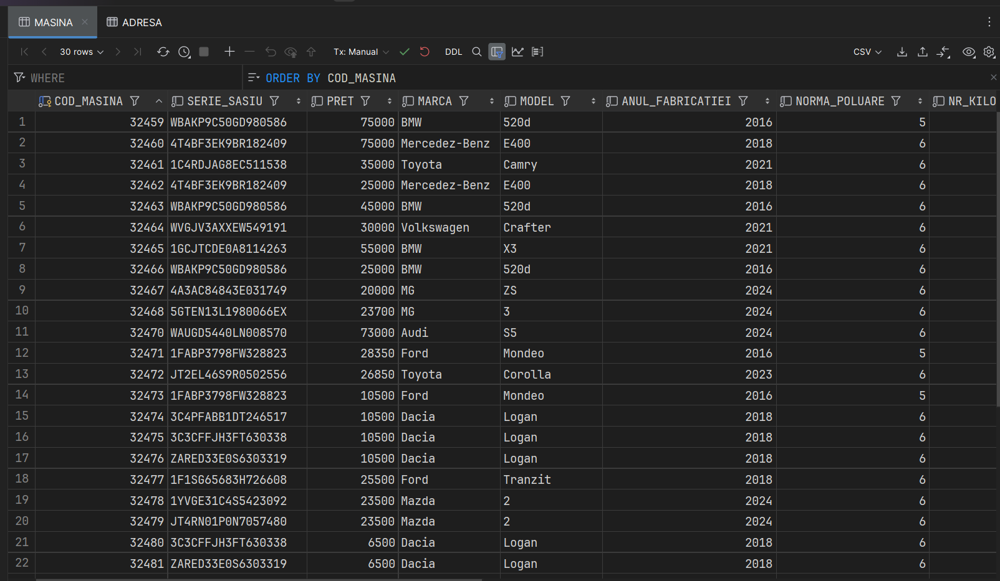 MASINA ADRESA
30 rows Tx: Manual DDL CSV
WHERE ORDER BY COD_MASINA
COD_MASINA SERIE_SASIU PRET MARCA MODEL ANUL_FABRICATIEI NORMA_POLUARE NR_KILO
1 32459 WBAKP9C50GD980586 75000 BMW 520d 2016 5
2 32460 4T4BF3EK9BR182409 75000 Mercedez-Benz E400 2018 6
3 32461 1C4RDJAG8EC511538 35000 Toyota Camry 2021 6
4 32462 4T4BF3EK9BR182409 25000 Mercedez-Benz E400 2018 6
5 32463 WBAKP9C50GD980586 45000 BMW 520d 2016 6
6 32464 WVGJV3AXXEW549191 30000 Volkswagen Crafter 2021 6
7 32465 1GCJTCDE0A8114263 55000 BMW X3 2021 6
8 32466 WBAKP9C50GD980586 25000 BMW 520d 2016 6
9 32467 4A3AC84843E031749 20000 MG ZS 2024 6
10 32468 5GTEN13L1980066EX 23700 MG 3 2024 6
11 32470 WAUGD5440LN008570 73000 Audi S5 2024 6
12 32471 1FABP3798FW328823 28350 Ford Mondeo 2016 5
13 32472 JT2EL46S9R0502556 26850 Toyota Corolla 2023 6
14 32473 1FABP3798FW328823 10500 Ford Mondeo 2016 5
15 32474 3C4PFABB1DT246517 10500 Dacia Logan 2018 6
16 32475 3C3CFFJH3FT630338 10500 Dacia Logan 2018 6
17 32476 ZARED33E0S6303319 10500 Dacia Logan 2018 6
18 32477 1F1SG65683H726608 25500 Ford Tranzit 2018 6
19 32478 1YVGE31C4S5423092 23500 Mazda 2 2024 6
20 32479 JT4RN01P0N7057480 23500 Mazda 2 2024 6
21 32480 3C3CFFJH3FT630338 6500 Dacia Logan 2018 6
22 32481 ZARED33E0S6303319 6500 Dacia Logan 2018 6